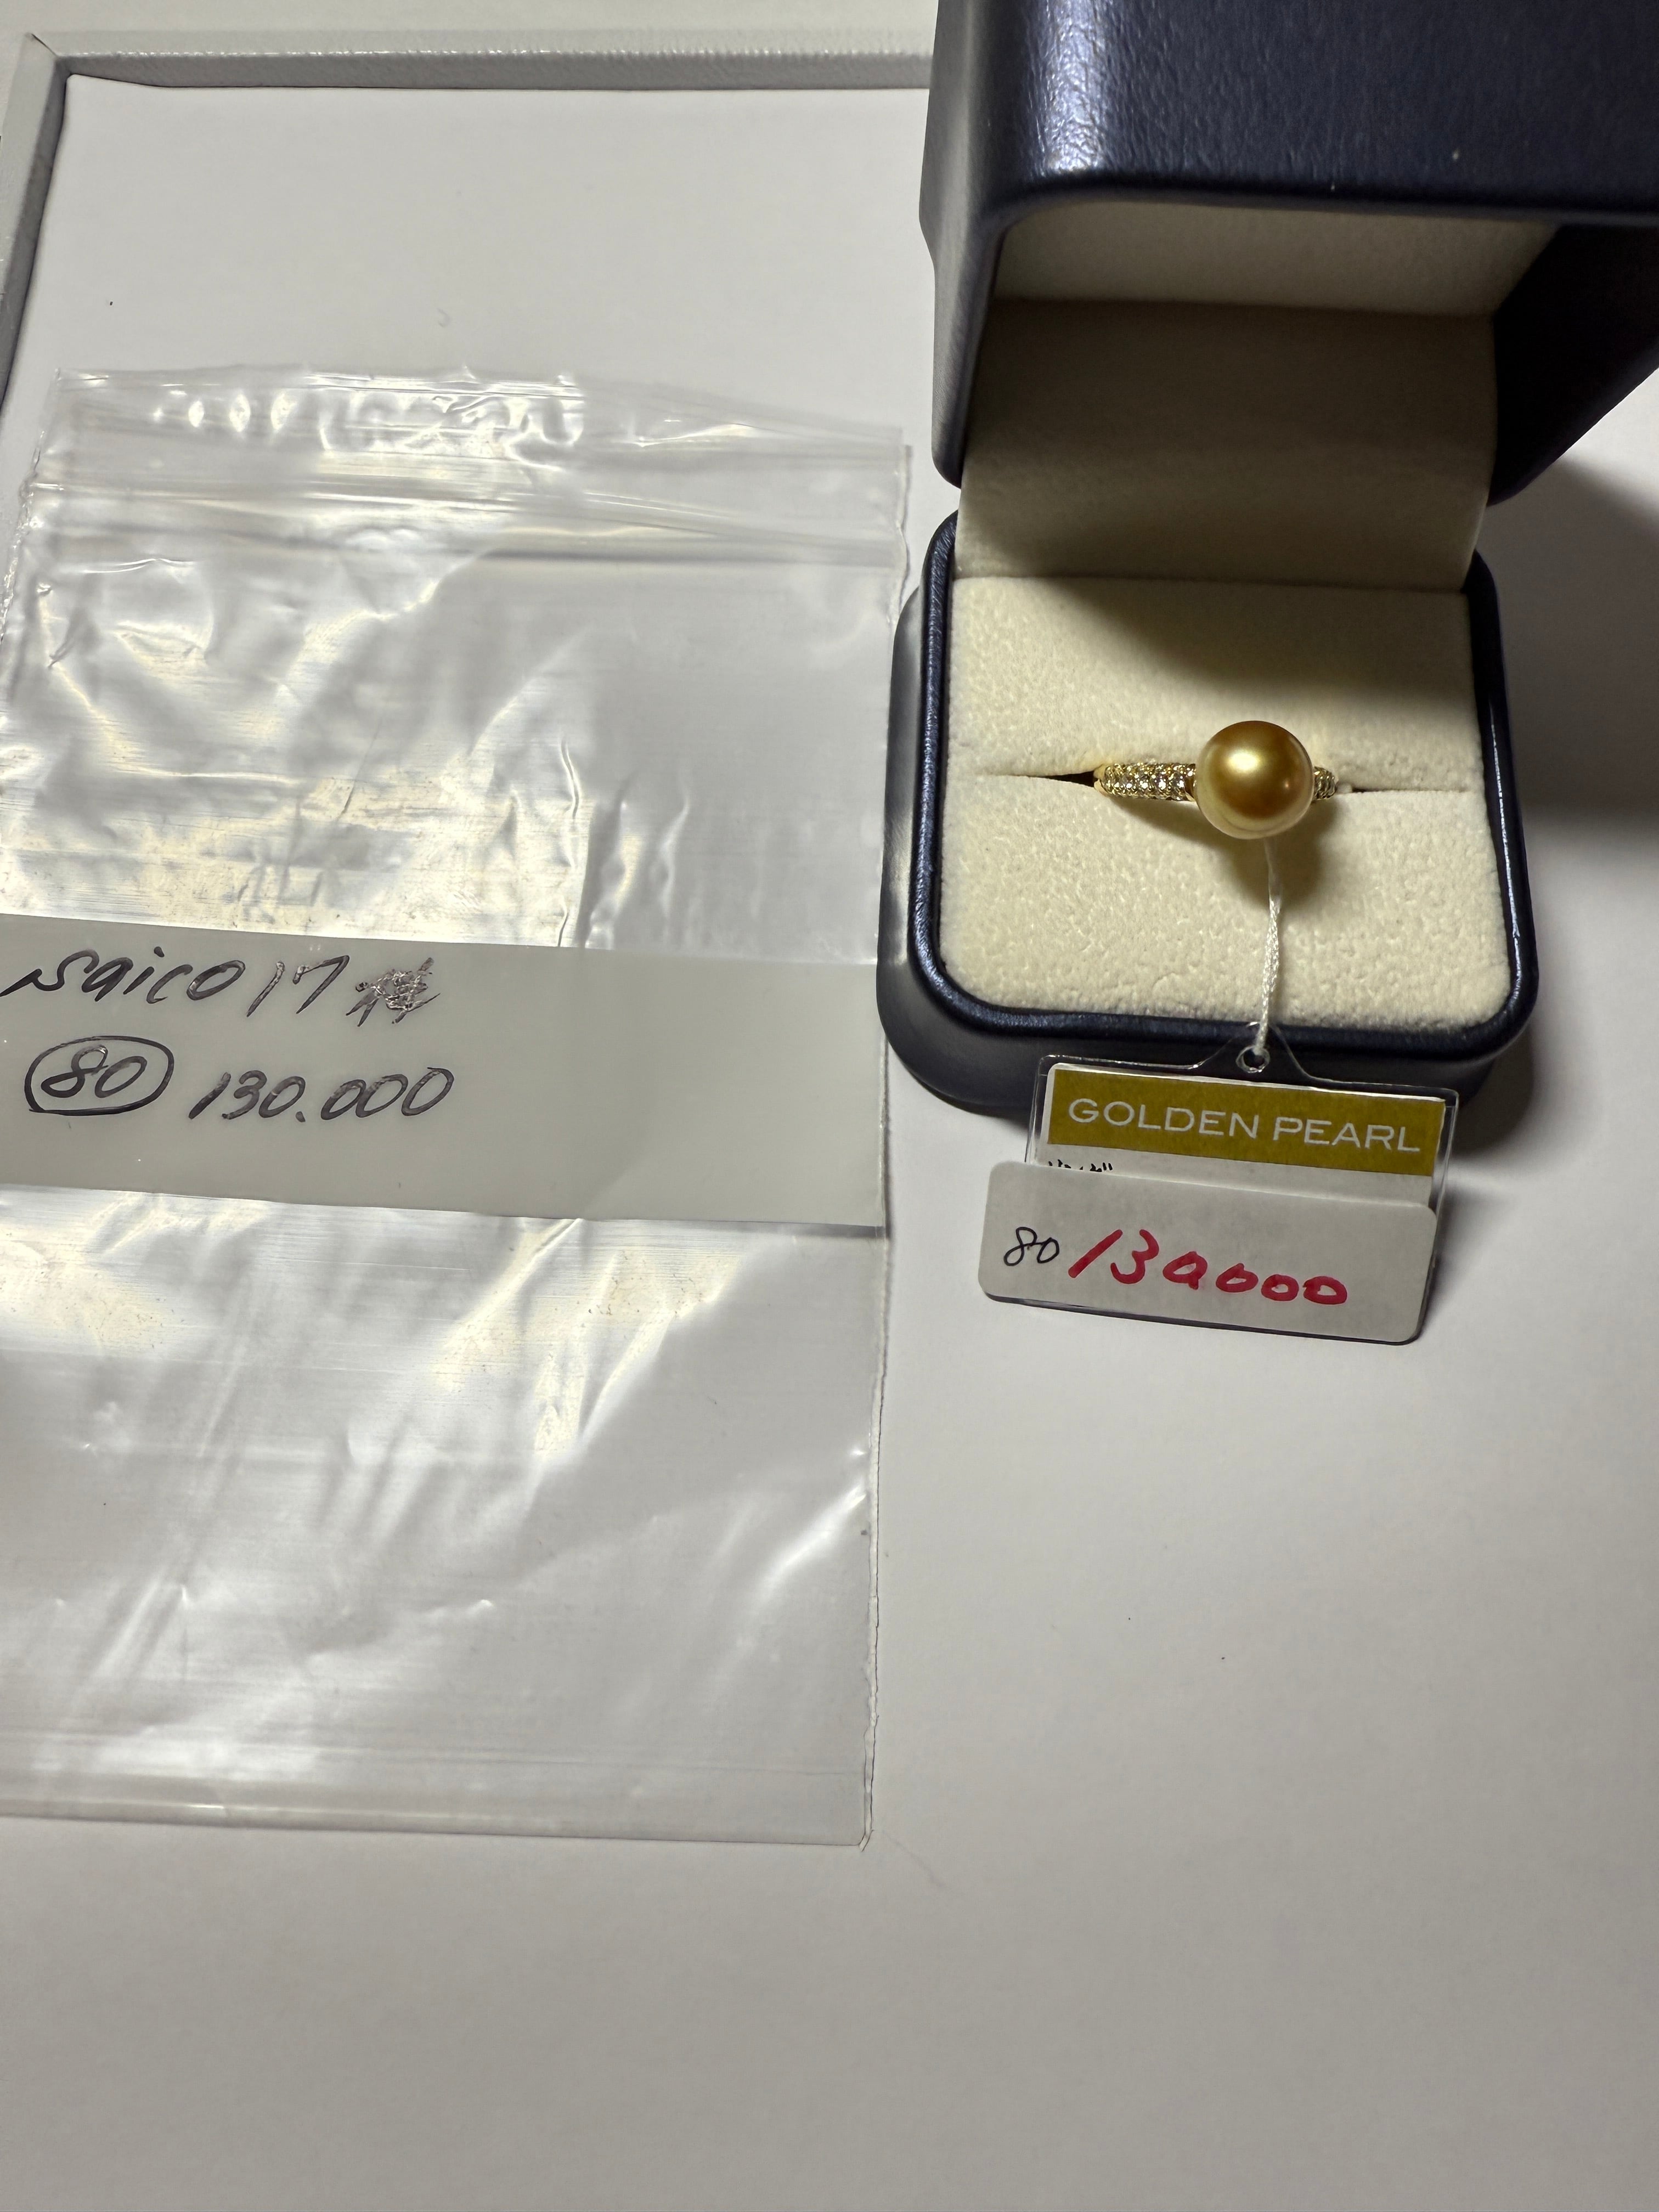 saico17様
80 130.000
GOLDEN PEARL
80 130000